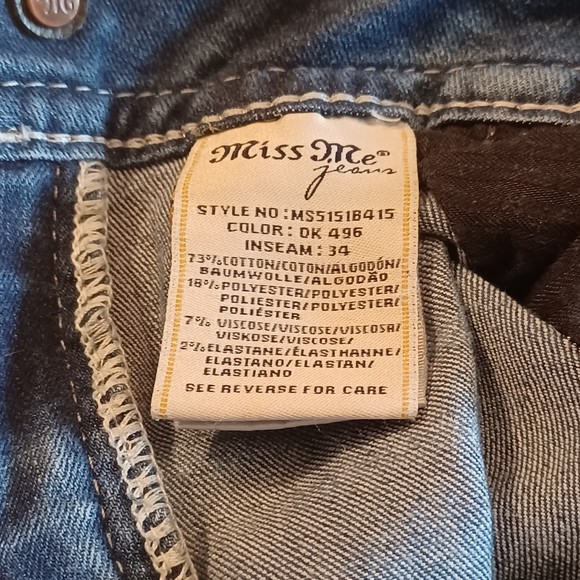 Miss Me®
jeans
STYLE NO:MS5151B415
COLOR: DK 496
INSEAM: 34
73%COTTON/COTON/ALGODÓN/
BAUMWOLLE/ALGODÃO
18%POLYESTER/POLYESTER/
POLIESTER/POLYESTER/
POLIÉSTER
7% VISCOSE/VISCOSE/VISCOSA/
VISKOSE/VISCOSE/
2%ELASTANE/ÉLASTHANNE/
ELASTANO/ELASTAN/
ELASTIANO
SEE REVERSE FOR CARE